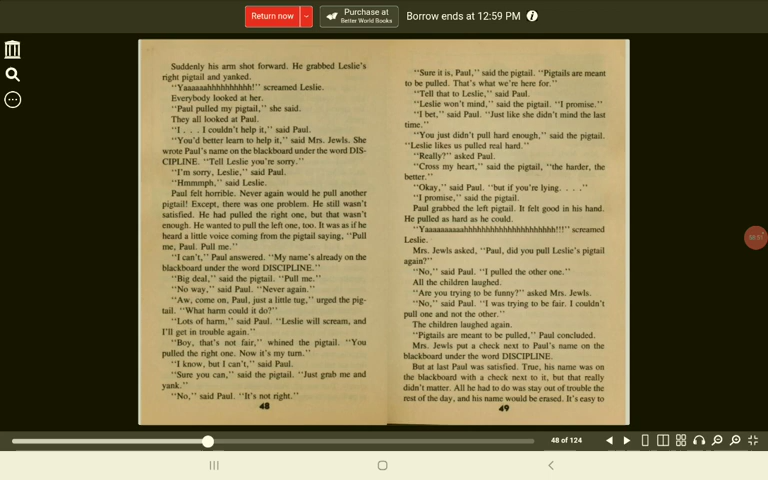 Return now
Purchase at
Better World Books
Borrow ends at 12:59 PM
Suddenly his arm shot forward. He grabbed Leslie's
right pigtail and yanked.
"Yaaaaaahhhhhhhhhh!" screamed Leslie.
Everybody looked at her.
"Paul pulled my pigtail," she said.
They all looked at Paul.
"I . . . I couldn't help it," said Paul.
"You'd better learn to help it," said Mrs. Jewls. She
wrote Paul's name on the blackboard under the word DIS-
CIPLINE. "Tell Leslie you're sorry."
"I'm sorry, Leslie," said Paul.
"Hmmmph," said Leslie.
Paul felt horrible. Never again would he pull another
pigtail! Except, there was one problem. He still wasn't
satisfied. He had pulled the right one, but that wasn't
enough. He wanted to pull the left one, too. It was as if he
heard a little voice coming from the pigtail saying, "Pull
me, Paul. Pull me."
"I can't," Paul answered. "My name's already on the
blackboard under the word DISCIPLINE."
"Big deal," said the pigtail. "Pull me."
"No way," said Paul. "Never again."
"Aw, come on, Paul, just a little tug," urged the pig-
tail. "What harm could it do?"
"Lots of harm," said Paul. "Leslie will scream, and
I'll get in trouble again."
"Boy, that's not fair," whined the pigtail. "You
pulled the right one. Now it's my turn."
"I know, but I can't," said Paul.
"Sure you can," said the pigtail. "Just grab me and
yank."
"No," said Paul. "It's not right."
48
"Sure it is, Paul," said the pigtail. "Pigtails are meant
to be pulled. That's what we're here for."
"Tell that to Leslie," said Paul.
"Leslie won't mind," said the pigtail. "I promise."
"I bet," said Paul. "Just like she didn't mind the last
time."
"You just didn't pull hard enough," said the pigtail.
"Leslie likes us pulled real hard."
"Really?" asked Paul.
"Cross my heart," said the pigtail, "the harder, the
better."
"Okay," said Paul, "but if you're lying. . . ."
"I promise," said the pigtail.
Paul grabbed the left pigtail. It felt good in his hand.
He pulled as hard as he could.
"Yaaaaaaaaaahhhhhhhhhhhhhhhhhhhhhh!!!" screamed
Leslie.
Mrs. Jewls asked, "Paul, did you pull Leslie's pigtail
again?"
"No," said Paul. "I pulled the other one."
All the children laughed.
"Are you trying to be funny?" asked Mrs. Jewls.
"No," said Paul. "I was trying to be fair. I couldn't
pull one and not the other."
The children laughed again.
"Pigtails are meant to be pulled," Paul concluded.
Mrs. Jewls put a check next to Paul's name on the
blackboard under the word DISCIPLINE.
But at last Paul was satisfied. True, his name was on
the blackboard with a check next to it, but that really
didn't matter. All he had to do was stay out of trouble the
rest of the day, and his name would be erased. It's easy to
49
48 of 124